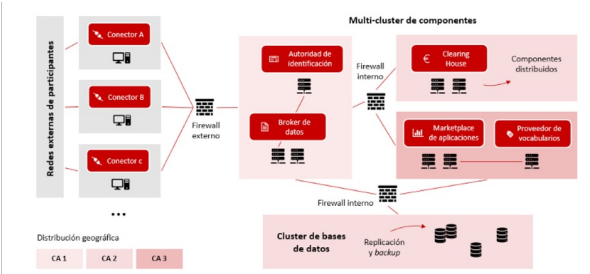 Multi-cluster de componentes
Redes externas de participantes
Conector A
Conector B
Conector c
...
Firewall
externo
Autoridad de
identificación
Broker de
datos
Firewall
interno
Clearing
House
Componentes
distribuidos
Marketplace
de aplicaciones
Proveedor de
vocabularios
Firewall interno
Cluster de bases
de datos
Replicación
y backup
Distribución geográfica
CA 1
CA 2
CA 3